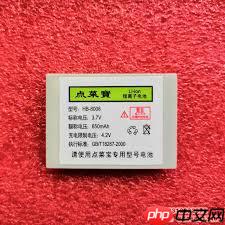 点菜寶
Li-ion
锂离子电池
型号: HB-8008
标称电压: 3.7V
额定电容: 650mAh
充电限制电压: 4.2V
执行标准: GB/T18287-2000
请使用点菜宝专用型号电池
php中文网